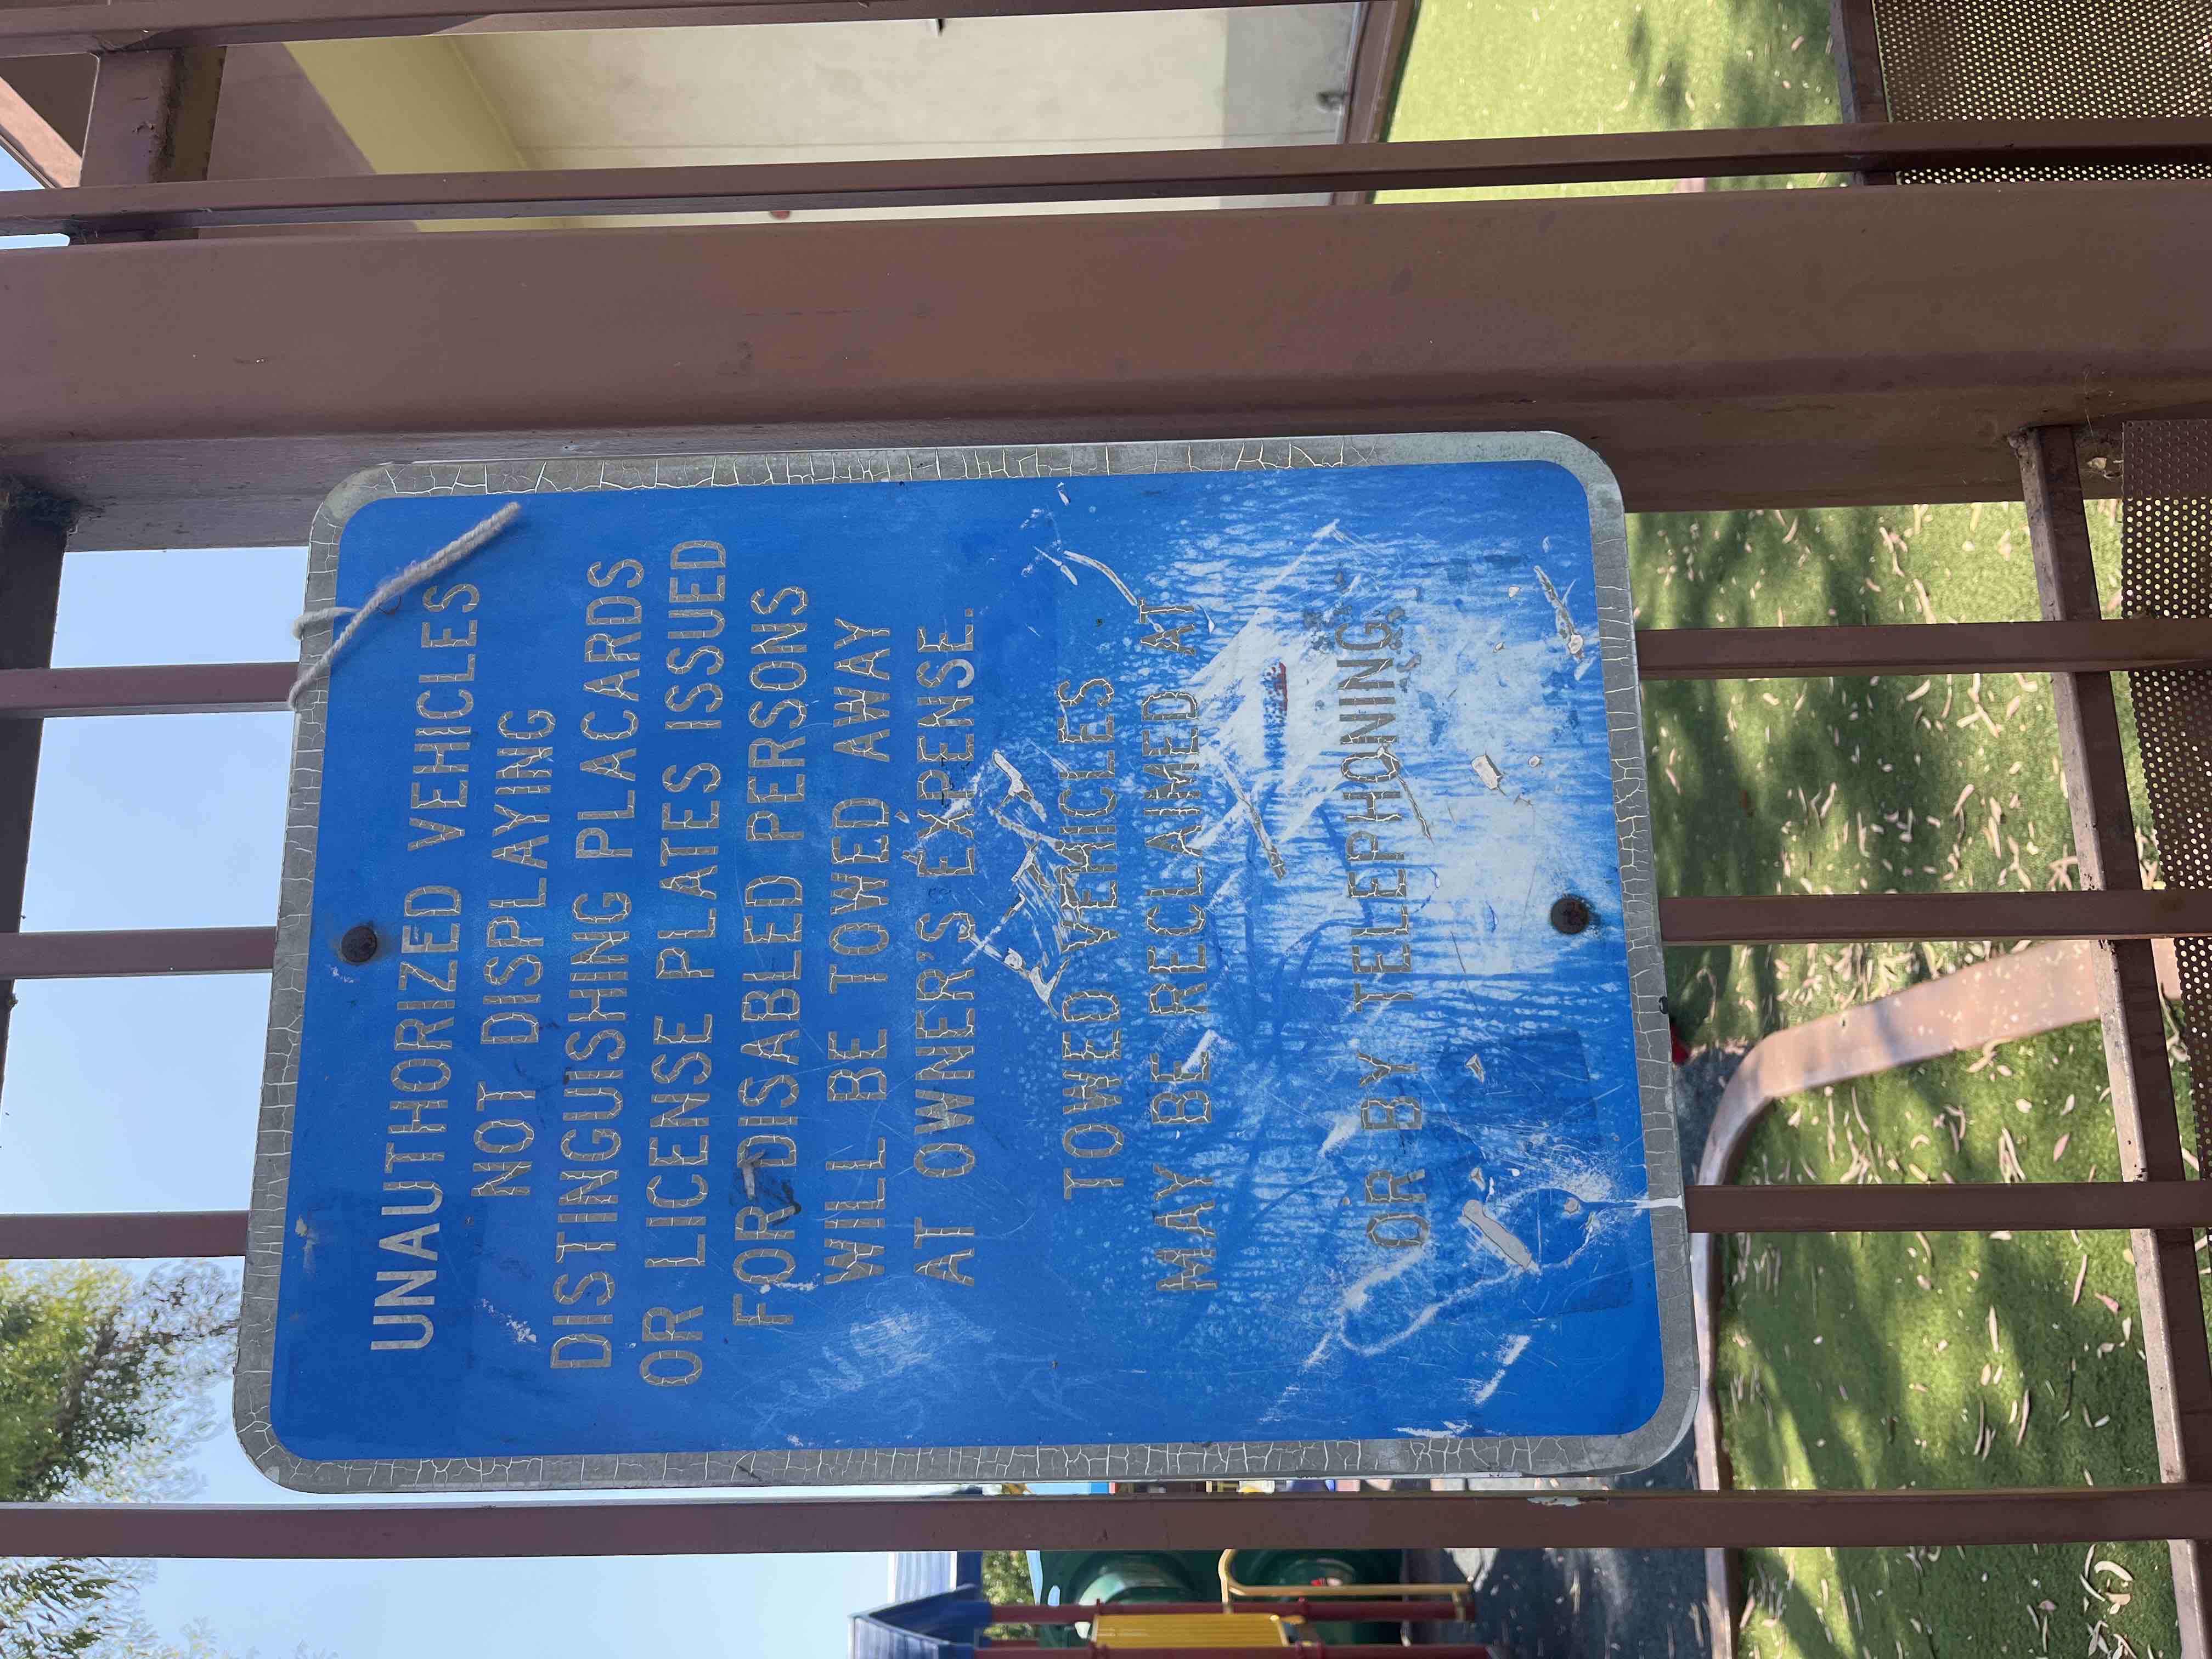 UNAUTHORIZED VEHICLES
NOT DISPLAYING
DISTINGUISHING PLACARDS
OR LICENSE PLATES ISSUED
FOR DISABLED PERSONS
WILL BE TOWED AWAY
AT OWNER'S EXPENSE.
TOWED VEHICLES
MAY BE RECLAIMED AT
OR BY TELEPHONING